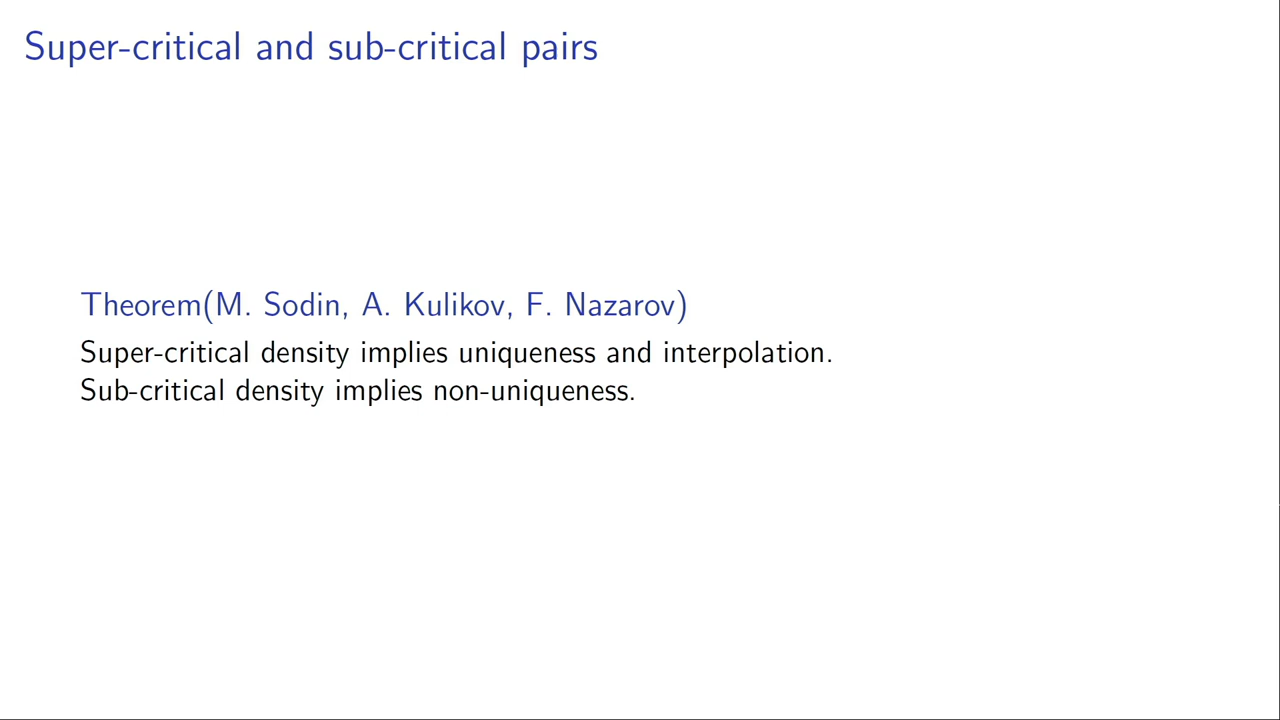 Super-critical and sub-critical pairs
Theorem(M. Sodin, A. Kulikov, F. Nazarov)
Super-critical density implies uniqueness and interpolation.
Sub-critical density implies non-uniqueness.